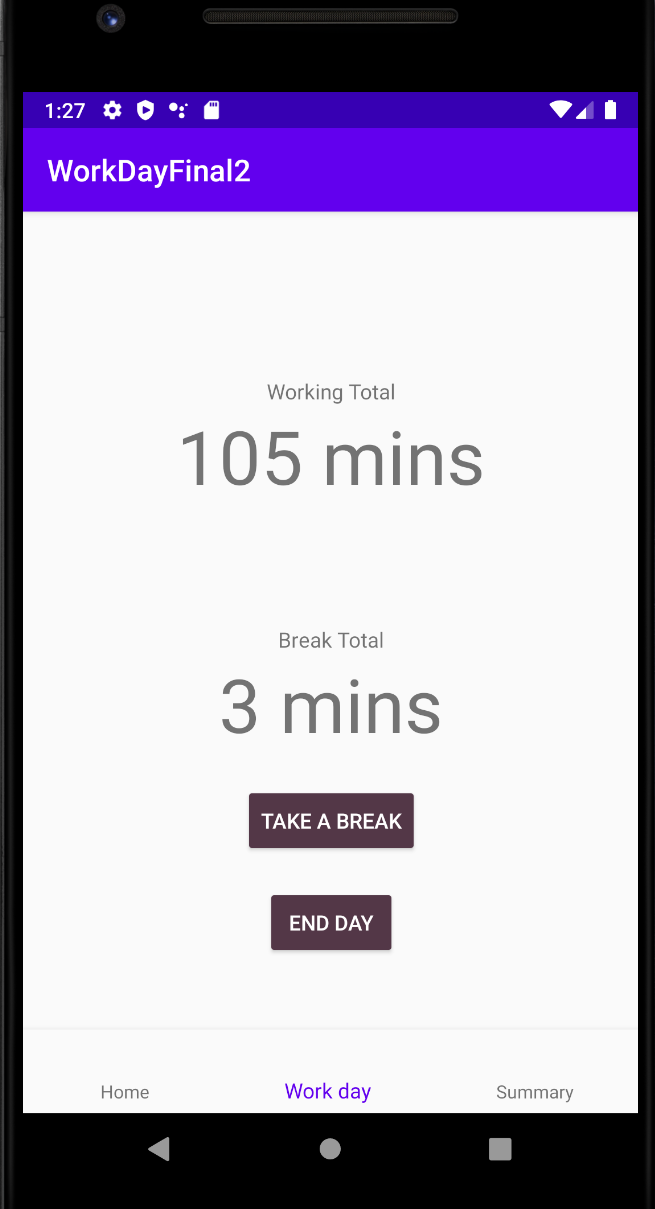 1:27
WorkDayFinal2
Working Total
105 mins
Break Total
3 mins
TAKE A BREAK
END DAY
Home Work day Summary